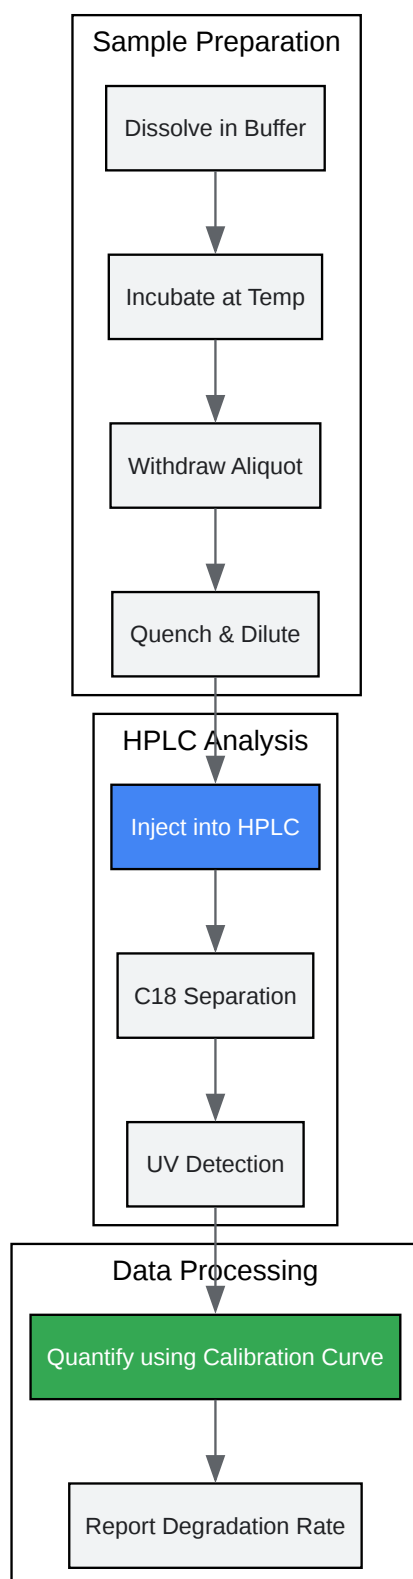 Sample Preparation
Dissolve in Buffer
Incubate at Temp
Withdraw Aliquot
Quench & Dilute
HPLC Analysis
Inject into HPLC
C18 Separation
UV Detection
Data Processing
Quantify using Calibration Curve
Report Degradation Rate